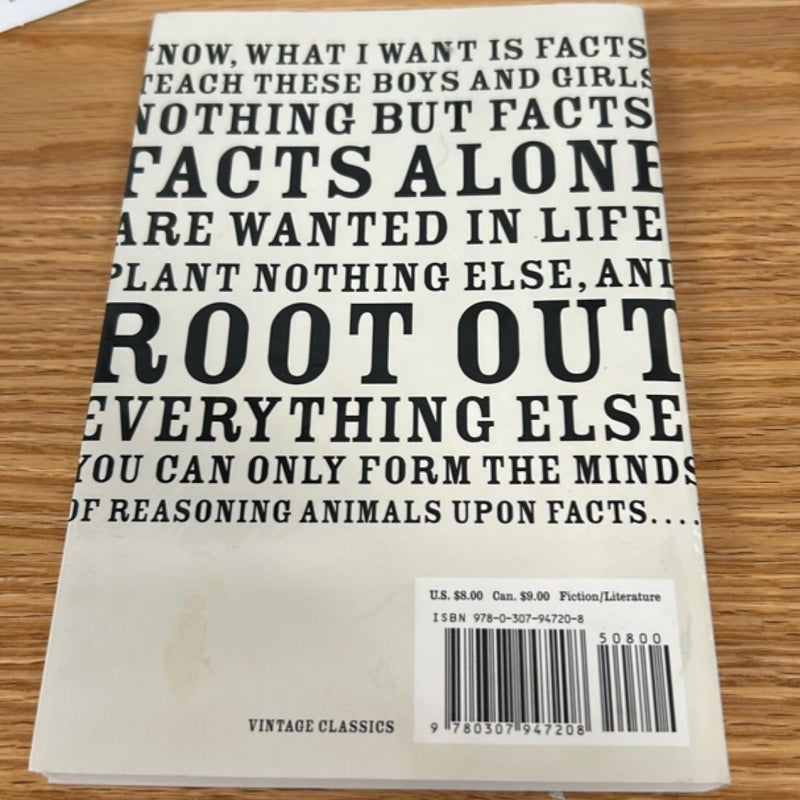 ‘NOW, WHAT I WANT IS FACTS
TEACH THESE BOYS AND GIRLS
NOTHING BUT FACTS
FACTS ALONE
ARE WANTED IN LIFE
PLANT NOTHING ELSE, AND
ROOT OUT
EVERYTHING ELSE
YOU CAN ONLY FORM THE MINDS
OF REASONING ANIMALS UPON FACTS....
U.S. $8.00 Can. $9.00 Fiction/Literature
ISBN 978-0-307-94720-8
50800
9 780307 947208
VINTAGE CLASSICS